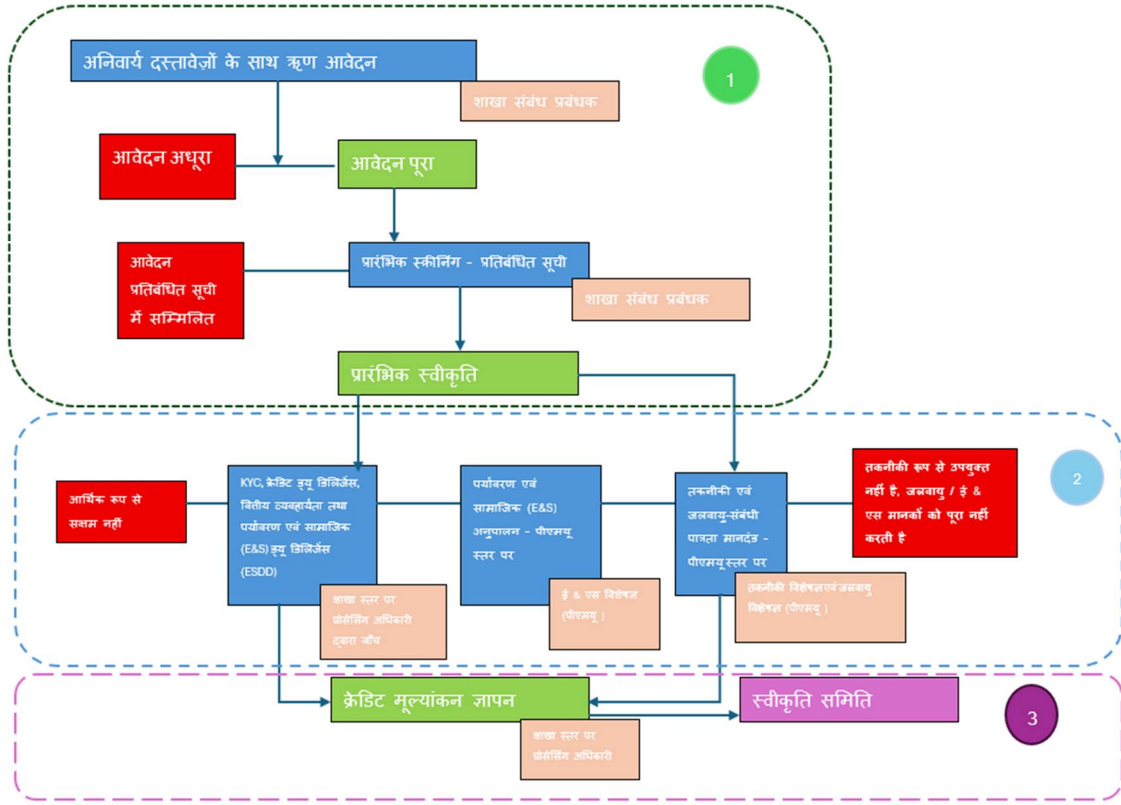 अनिवार्य दस्तावेज़ों के साथ ऋण आवेदन
1
शाखा संबंध प्रबंधक
आवेदन अधूरा
आवेदन पूरा
प्रारंभिक स्क्रीनिंग - प्रतिबंधित सूची
आवेदन
प्रतिबंधित सूची
में सम्मिलित
शाखा संबंध प्रबंधक
प्रारंभिक स्वीकृति
2
आर्थिक रूप से
सक्षम नहीं
KYC, क्रेडिट ड्यू डिलिजेंस,
वित्तीय व्यवहार्यता तथा
पर्यावरण एवं सामाजिक
(E&S) ड्यू डिलिजेंस
(ESDD)
शाखा स्तर पर
प्रोसेसिंग अधिकारी
द्वारा जाँच
पर्यावरण एवं
सामाजिक (E&S)
अनुपालन – पीएमयू
स्तर पर
ई & एस विशेषज्ञ
(पीएमयू )
तकनीकी एवं
जलवायु-संबंधी
पात्रता मानदंड –
पीएमयू स्तर पर
तकनीकी विशेषज्ञ एवं जलवायु
विशेषज्ञ (पीएमयू )
तकनीकी रूप से उपयुक्त
नहीं है, जलवायु / ई &
एस मानकों को पूरा नहीं
करती है
क्रेडिट मूल्यांकन ज्ञापन
शाखा स्तर पर
प्रोसेसिंग अधिकारी
स्वीकृति समिति
3